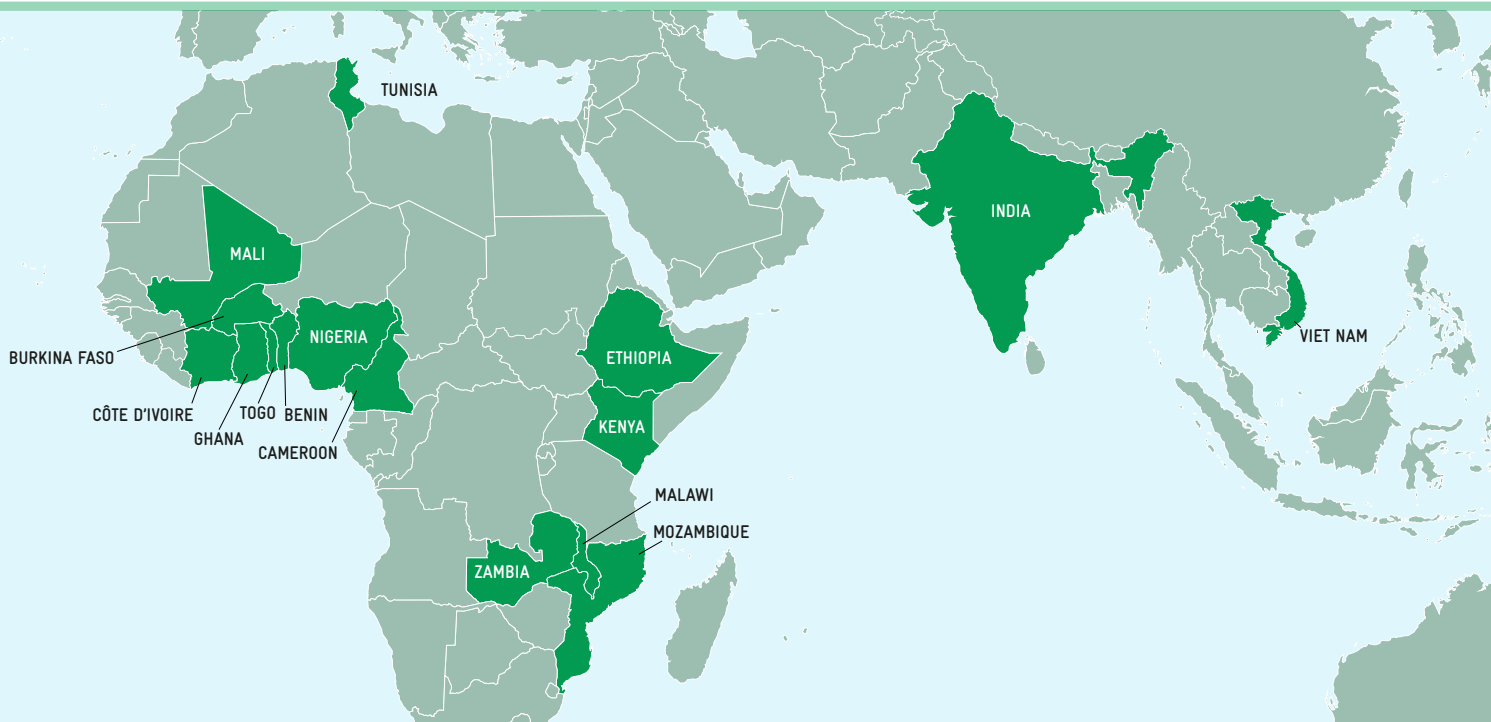 TUNISIA
INDIA
MALI
NIGERIA
VIET NAM
BURKINA FASO
ETHIOPIA
CÔTE D'IVOIRE
TOGO
BENIN
KENYA
GHANA
CAMEROON
MALAWI
MOZAMBIQUE
ZAMBIA